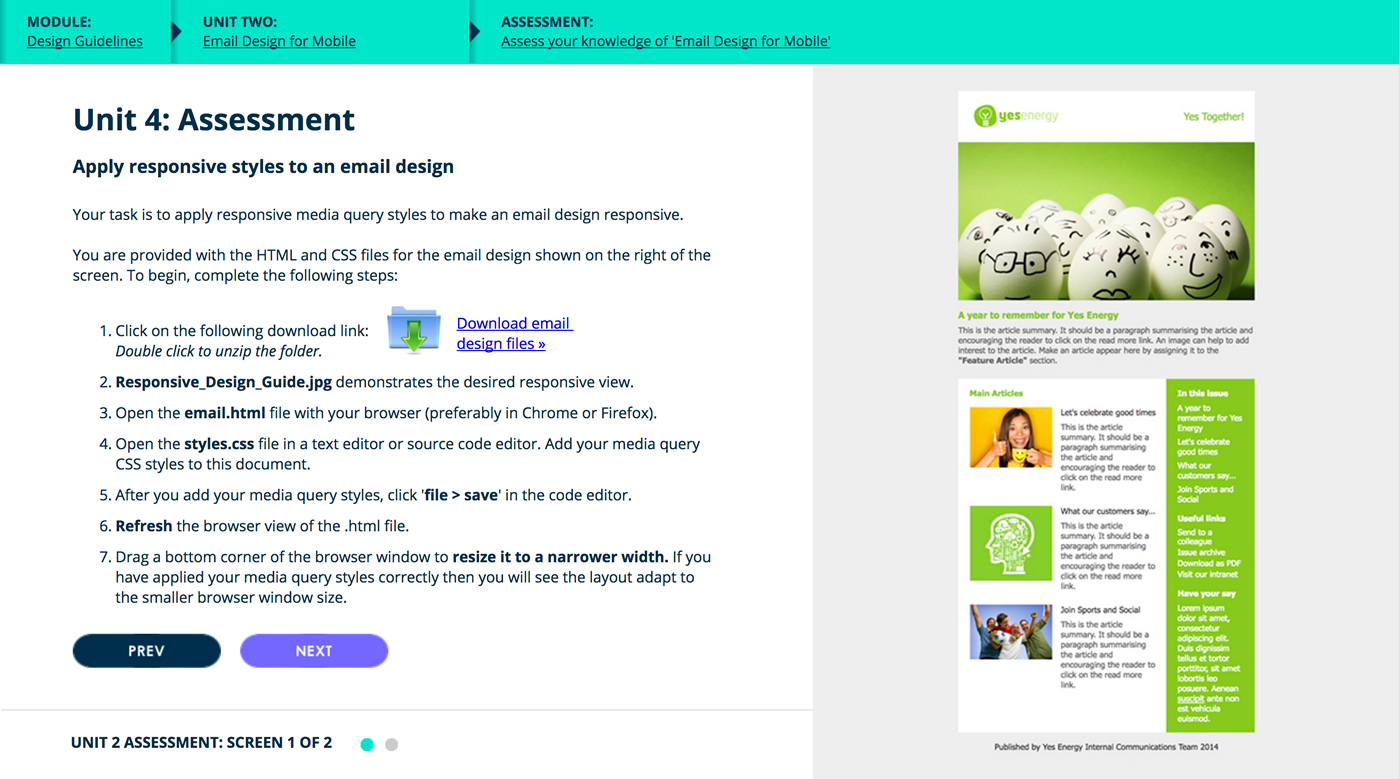 MODULE:
Design Guidelines
UNIT TWO:
Email Design for Mobile
ASSESSMENT:
Assess your knowledge of 'Email Design for Mobile'
Unit 4: Assessment
Apply responsive styles to an email design
Your task is to apply responsive media query styles to make an email design responsive.
You are provided with the HTML and CSS files for the email design shown on the right of the
screen. To begin, complete the following steps:
1. Click on the following download link:
Double click to unzip the folder.
Download email
design files »
2. Responsive_Design_Guide.jpg demonstrates the desired responsive view.
3. Open the email.html file with your browser (preferably in Chrome or Firefox).
4. Open the styles.css file in a text editor or source code editor. Add your media query
CSS styles to this document.
5. After you add your media query styles, click 'file > save' in the code editor.
6. Refresh the browser view of the .html file.
7. Drag a bottom corner of the browser window to resize it to a narrower width. If you
have applied your media query styles correctly then you will see the layout adapt to
the smaller browser window size.
PREV
NEXT
UNIT 2 ASSESSMENT: SCREEN 1 OF 2
yesenergy
Yes Together!
A year to remember for Yes Energy
This is the article summary. It should be a paragraph summarising the article and
encouraging the reader to click on the read more link. An image can help to add
interest to the article. Make an article appear here by assigning it to the
"Feature Article" section.
Main Articles
Let's celebrate good times
This is the article
summary. It should be a
paragraph summarising
the article and
encouraging the reader to
click on the read more
link.
What our customers say...
This is the article
summary. It should be a
paragraph summarising
the article and
encouraging the reader to
click on the read more
link.
Join Sports and Social
This is the article
summary. It should be a
paragraph summarising
the article and
encouraging the reader to
click on the read more
link.
In this issue
A year to
remember for Yes
Energy
Let's celebrate
good times
What our
customers say...
Join Sports and
Social
Useful links
Send to a
colleague
Issue archive
Download as PDF
Visit our intranet
Have your say
Lorem ipsum
dolor sit amet,
consectetur
adipiscing elit.
Duis dignissim
tellus et tortor
porttitor, sit amet
lobortis leo
posuere. Aenean
suscipit ante non
est vehicula
euismod.
Published by Yes Energy Internal Communications Team 2014